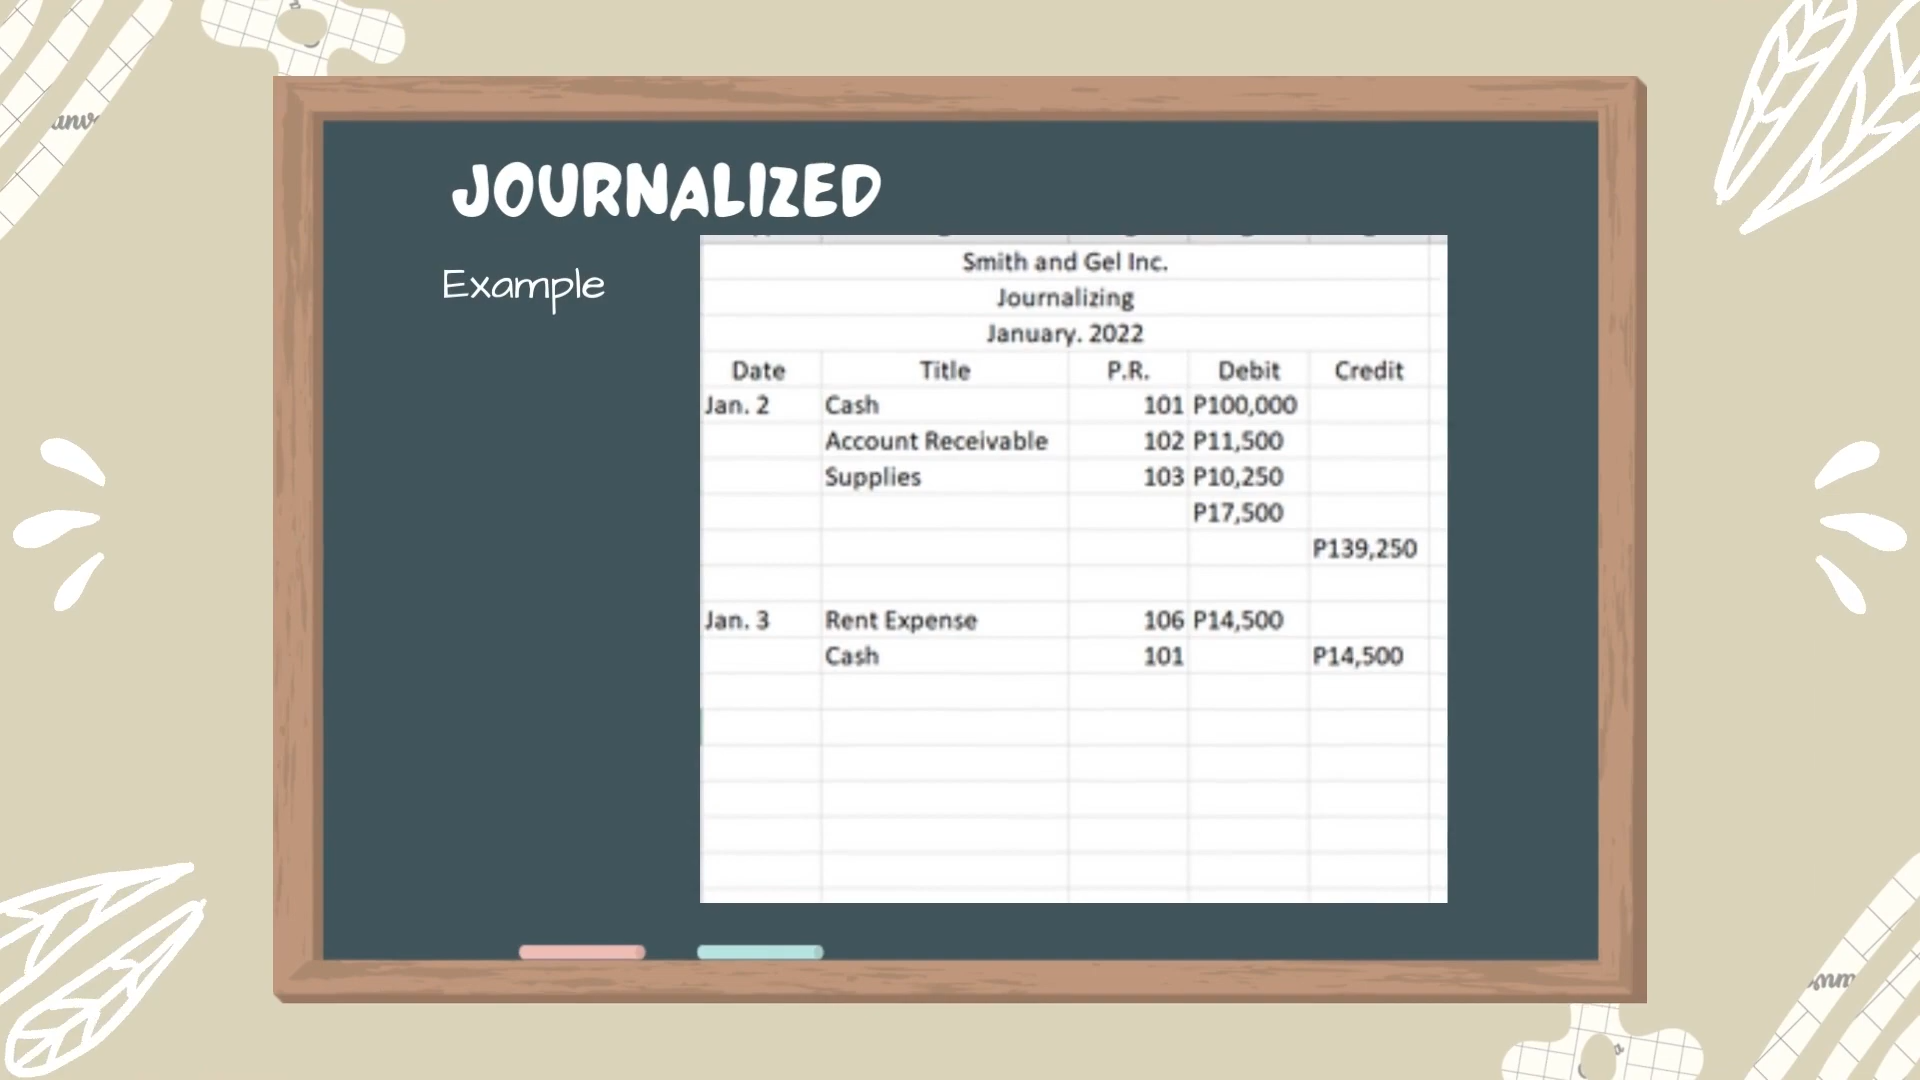 JOURNALIZED
Example
Smith and Gel Inc.
Journalizing
January. 2022
Date Title P.R. Debit Credit
Jan. 2 Cash 101 P100,000
Account Receivable 102 P11,500
Supplies 103 P10,250
P17,500
P139,250
Jan. 3 Rent Expense 106 P14,500
Cash 101 P14,500